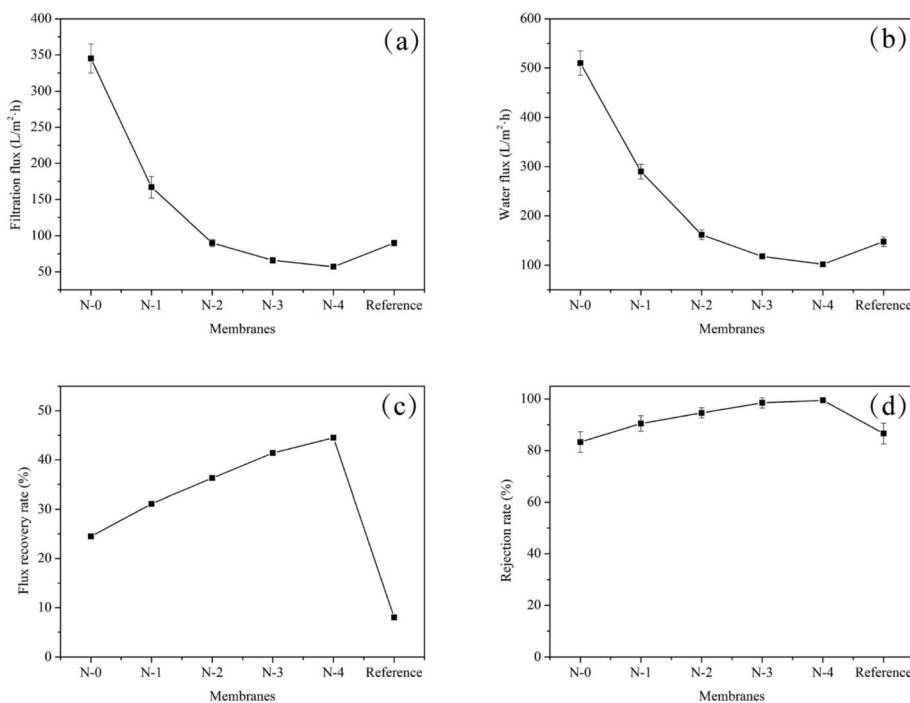 (a)
400
350
300
250
200
150
100
50
Filtration flux (L/m²·h)
N-0 N-1 N-2 N-3 N-4 Reference
Membranes
(b)
600
500
400
300
200
100
Water flux (L/m²·h)
N-0 N-1 N-2 N-3 N-4 Reference
Membranes
(c)
50
40
30
20
10
0
Flux recovery rate (%)
N-0 N-1 N-2 N-3 N-4 Reference
Membranes
(d)
100
80
60
40
20
0
Rejection rate (%)
N-0 N-1 N-2 N-3 N-4 Reference
Membranes